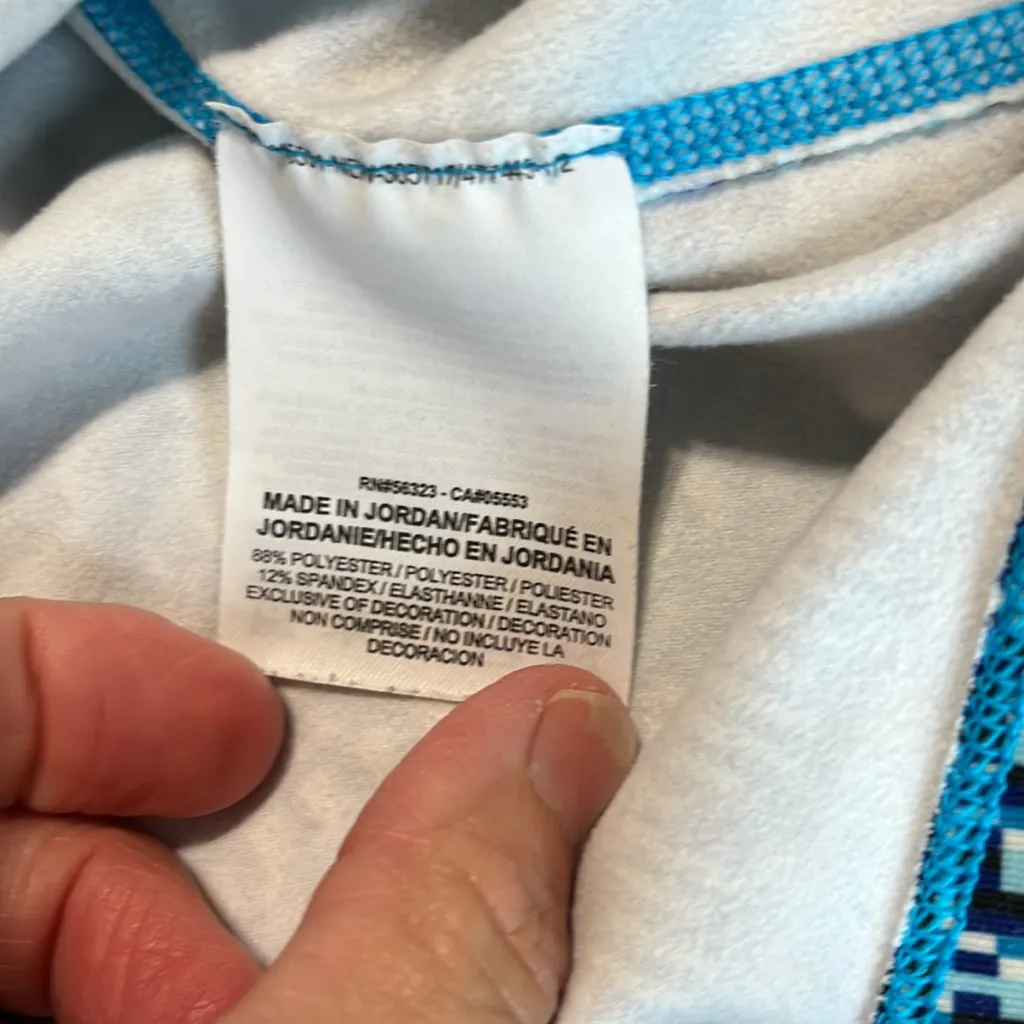 RN#56323 - CA#05553
MADE IN JORDAN/FABRIQUÉ EN
JORDANIE/HECHO EN JORDANIA
88% POLYESTER / POLYESTER / POLIESTER
12% SPANDEX / ELASTHANNE / ELASTANO
EXCLUSIVE OF DECORATION / DECORATION
NON COMPRISE / NO INCLUYE LA
DECORACION